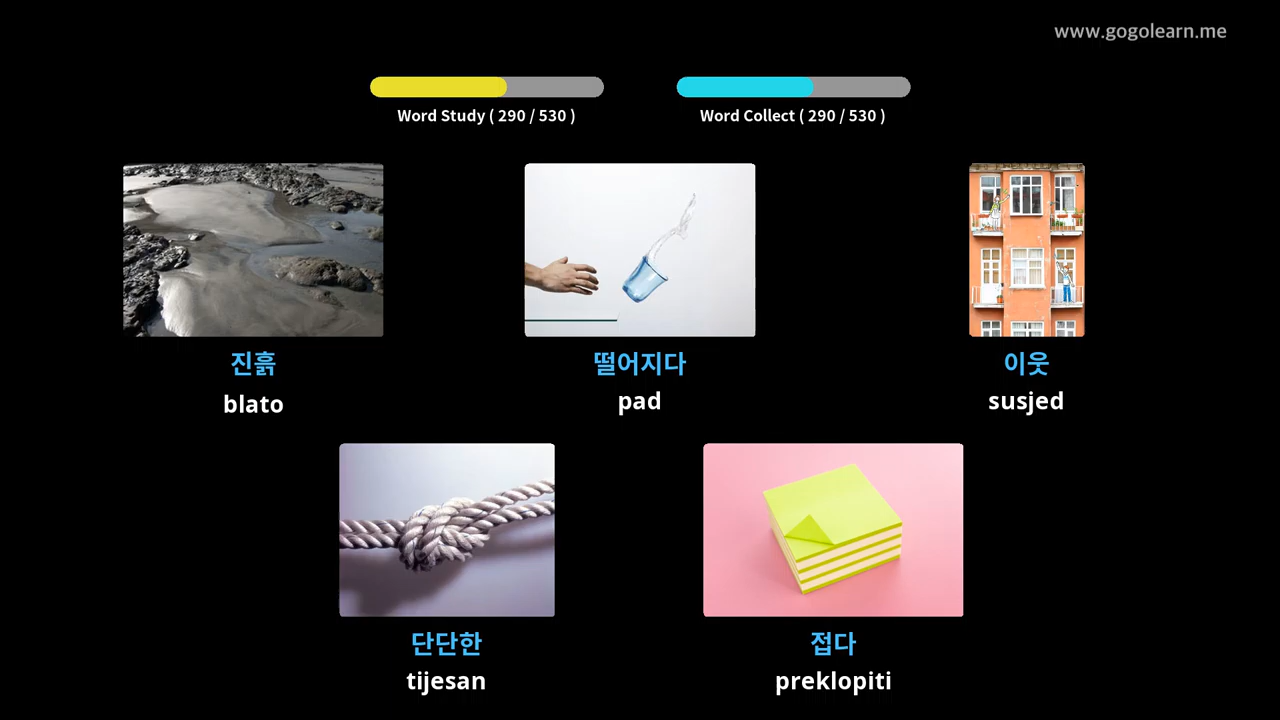 www.gogolearn.me
Word Study ( 290 / 530 )
Word Collect ( 290 / 530 )
진흙
blato
떨어지다
pad
이웃
susjed
단단한
tijesan
접다
preklopiti